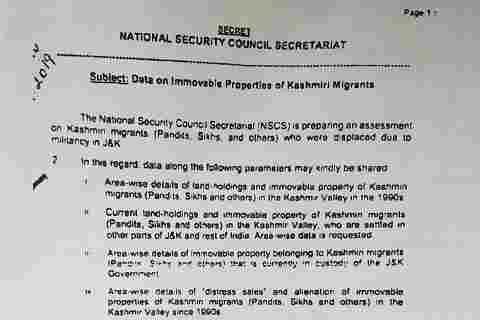 Page 1
SECRET
NATIONAL SECURITY COUNCIL SECRETARIAT
2019
Subject: Data on Immovable Properties of Kashmiri Migrants
The National Security Council Secretariat (NSCS) is preparing an assessment
on Kashmiri migrants (Pandits, Sikhs, and others) who were displaced due to
militancy in J&K
2 In this regard, data along the following parameters may kindly be shared
i Area-wise details of land-holdings and immovable property of Kashmiri
migrants (Pandits, Sikhs and others) in the Kashmir Valley in the 1990s
ii Current land-holdings and immovable property of Kashmiri migrants
(Pandits, Sikhs and others) in Kashmir Valley, who are settled in
other parts of J&K and rest of India. Area-wise data is requested.
iii Area-wise details of immovable property belonging to Kashmiri migrants
(Pandits, Sikhs and others) that is currently in custody of the J&K
Government
iv Area-wise details of 'distress sales' and alienation of immovable
properties of Kashmiri migrants (Pandits, Sikhs and others) in the
Kashmir Valley since 1990s